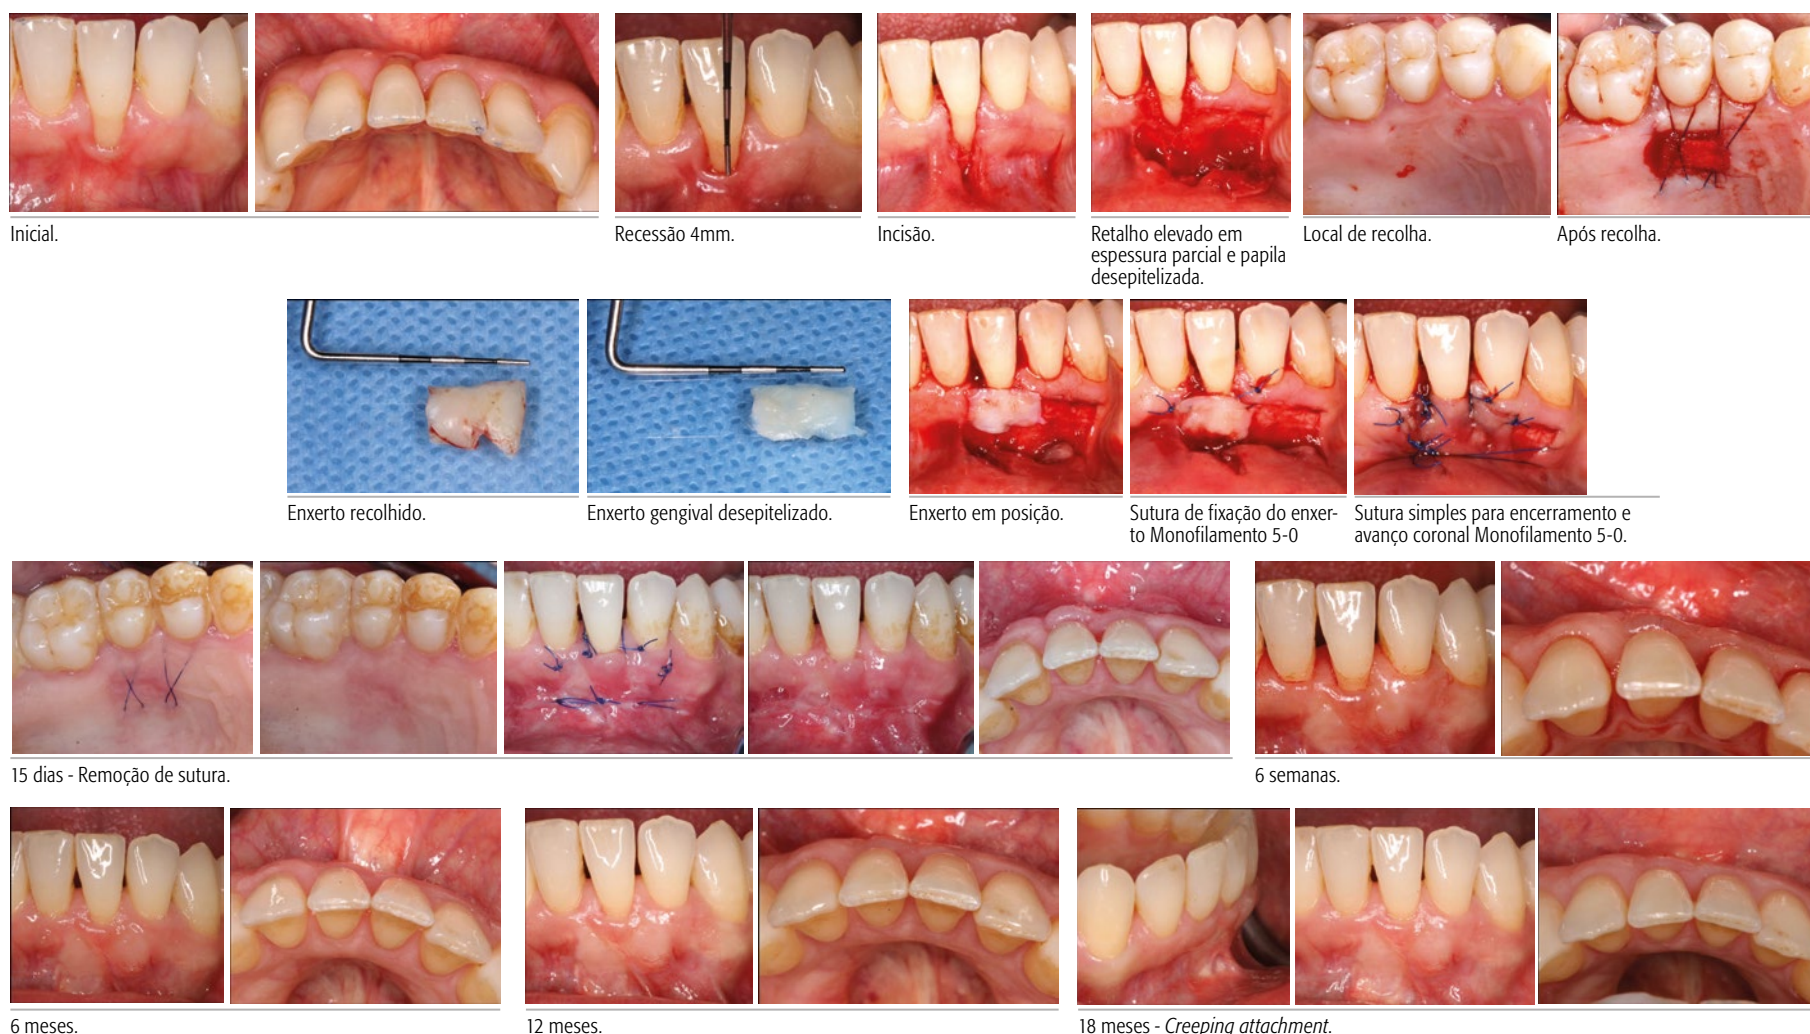 Inicial.
Recessão 4mm.
Incisão.
Retalho elevado em
espessura parcial e papila
desepitelizada.
Local de recolha.
Após recolha.
Enxerto recolhido.
Enxerto gengival desepitelizado.
Enxerto em posição.
Sutura de fixação do enxer-
to Monofilamento 5-0
Sutura simples para encerramento e
avanço coronal Monofilamento 5-0.
15 dias - Remoção de sutura.
6 semanas.
6 meses.
12 meses.
18 meses - Creeping attachment.